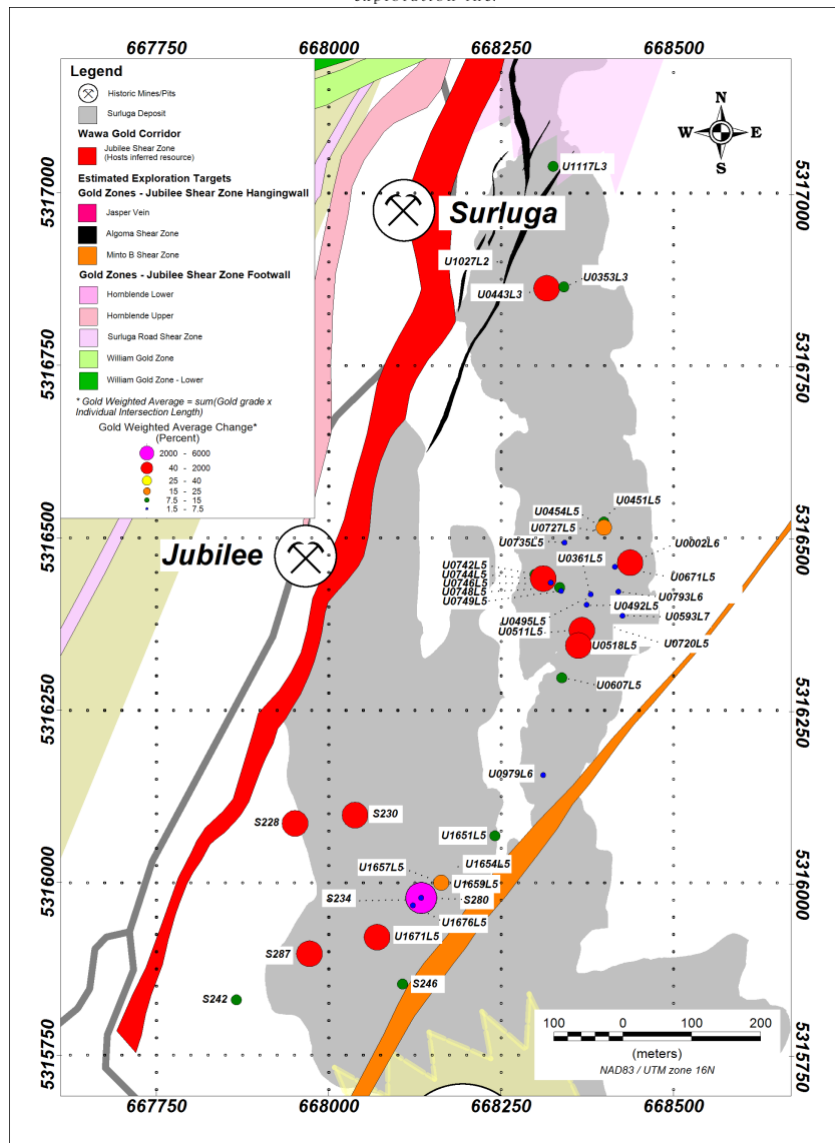 667750 668000 668250 668500
Legend
Historic Mines/Pits
Surluga Deposit
Wawa Gold Corridor
Jubilee Shear Zone
(Hosts inferred resource)
Estimated Exploration Targets
Gold Zones - Jubilee Shear Zone Hangingwall
Jasper Vein
Algoma Shear Zone
Minto B Shear Zone
Gold Zones - Jubilee Shear Zone Footwall
Hornblende Lower
Hornblende Upper
Surluga Road Shear Zone
William Gold Zone
William Gold Zone - Lower
* Gold Weighted Average = sum(Gold grade x
Individual Intersection Length)
Gold Weighted Average Change*
(Percent)
2000 - 6000
40 - 2000
25 - 40
15 - 25
7.5 - 15
1.5 - 7.5
N
W E
S
5317000
5316750
5316500
5316250
5316000
5315750
5317000
5316750
5316500
5316250
5316000
5315750
U1117L3
Surluga
U1027L2
U0353L3
U0443L3
U0451L5
U0454L5
U0727L5
U0735L5
U0002L6
Jubilee
U0361L5
U0742L5
U0744L5
U0746L5
U0748L5
U0749L5
U0671L5
U0793L6
U0492L5
U0593L7
U0495L5
U0511L5
U0518L5
U0720L5
U0607L5
U0979L6
S228
S230
U1651L5
U1657L5
U1654L5
U1659L5
S234
S280
U1676L5
U1671L5
S287
S246
S242
100 0 100 200
(meters)
NAD83 / UTM zone 16N
667750 668000 668250 668500